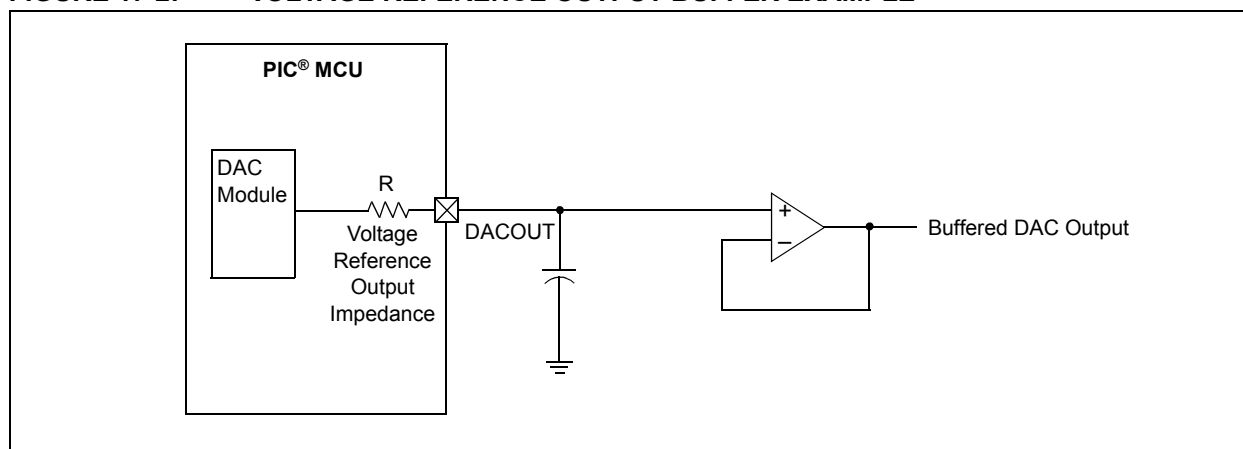 PIC® MCU
DAC
Module
R
Voltage
Reference
Output
Impedance
DACOUT
+
–
Buffered DAC Output